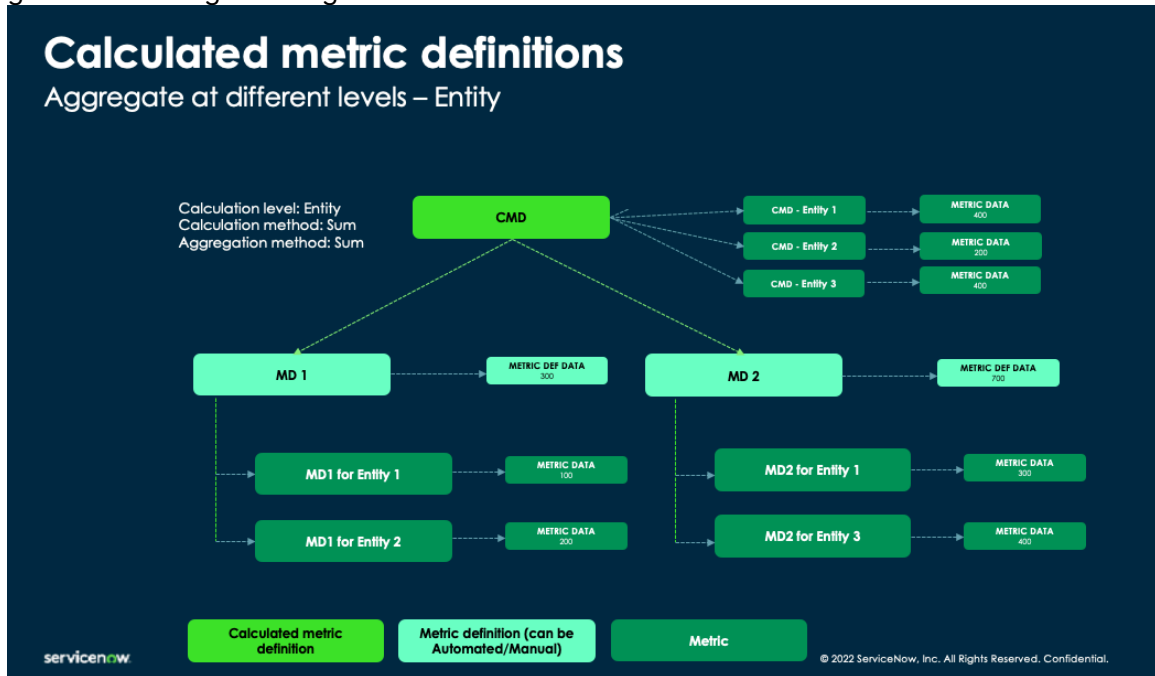 Calculated metric definitions
Aggregate at different levels – Entity
Calculation level: Entity
Calculation method: Sum
Aggregation method: Sum
CMD
CMD - Entity 1
METRIC DATA
400
CMD - Entity 2
METRIC DATA
200
CMD - Entity 3
METRIC DATA
400
MD 1
METRIC DEF DATA
300
MD 2
METRIC DEF DATA
700
MD1 for Entity 1
METRIC DATA
100
MD2 for Entity 1
METRIC DATA
300
MD1 for Entity 2
METRIC DATA
200
MD2 for Entity 3
METRIC DATA
400
Calculated metric
definition
Metric definition (can be
Automated/Manual)
Metric
servicenow.
© 2022 ServiceNow, Inc. All Rights Reserved. Confidential.